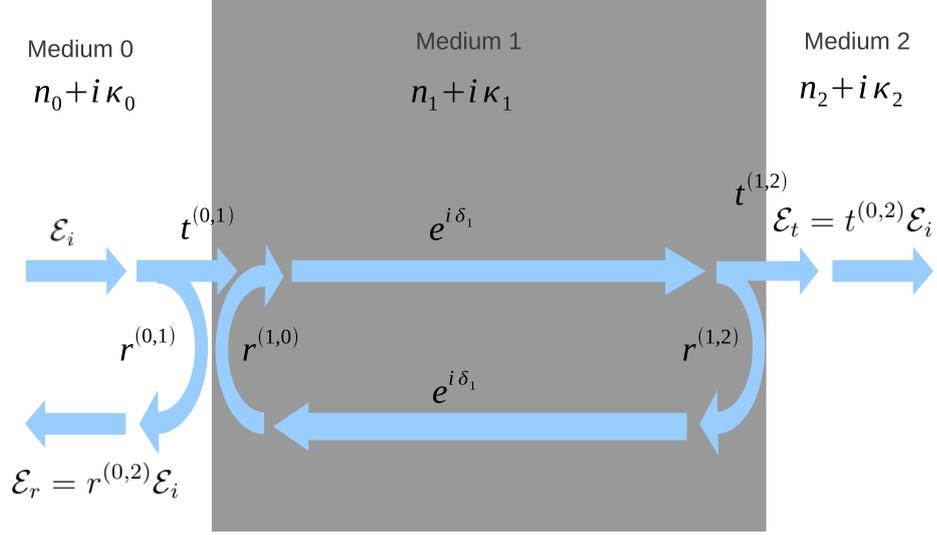 Medium 0
Medium 1
Medium 2
n₀+iκ₀
n₁+iκ₁
n₂+iκ₂
t⁽⁰,¹⁾
e^{iδ₁}
t⁽¹,²⁾
ℰᵢ
ℰₜ = t⁽⁰,²⁾ℰᵢ
r⁽⁰,¹⁾
r⁽¹,⁰⁾
r⁽¹,²⁾
e^{iδ₁}
ℰᵣ = r⁽⁰,²⁾ℰᵢ